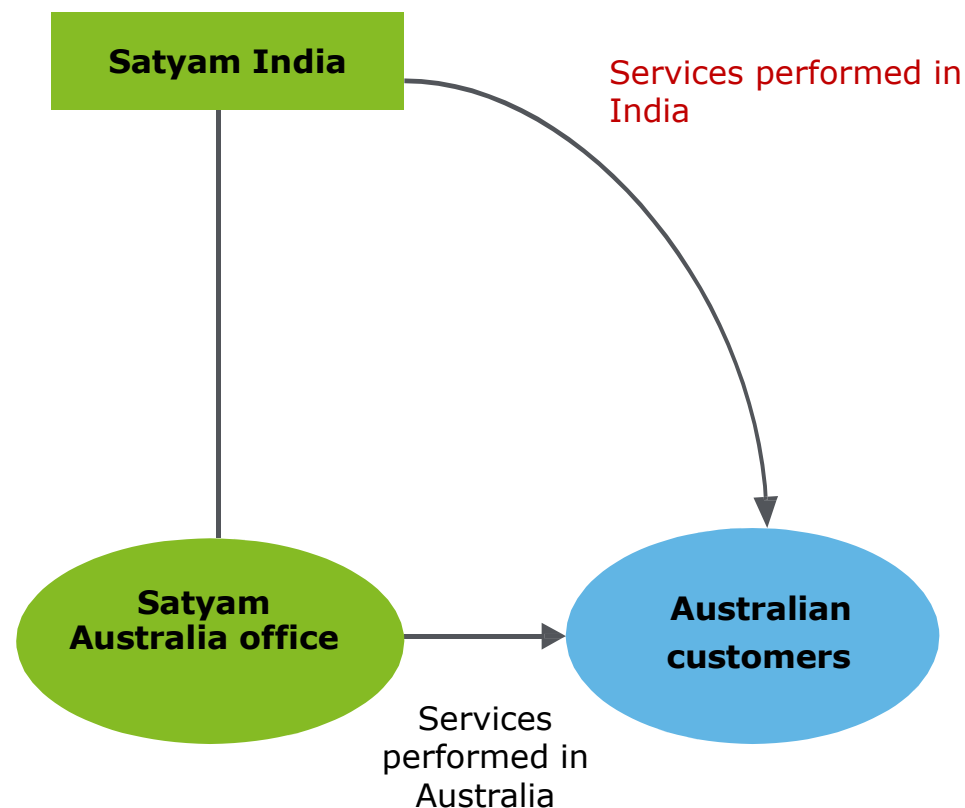 Satyam India
Services performed in
India
Satyam
Australia office
Australian
customers
Services
performed in
Australia